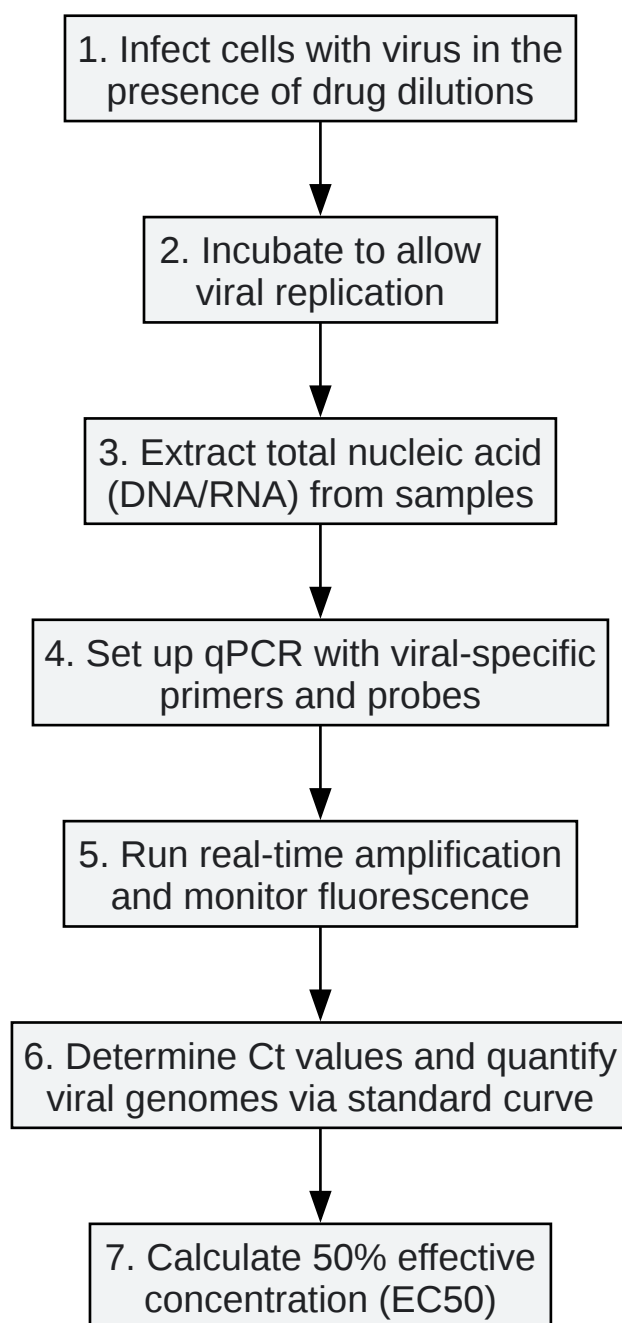 1. Infect cells with virus in the
presence of drug dilutions
2. Incubate to allow
viral replication
3. Extract total nucleic acid
(DNA/RNA) from samples
4. Set up qPCR with viral-specific
primers and probes
5. Run real-time amplification
and monitor fluorescence
6. Determine Ct values and quantify
viral genomes via standard curve
7. Calculate 50% effective
concentration (EC50)